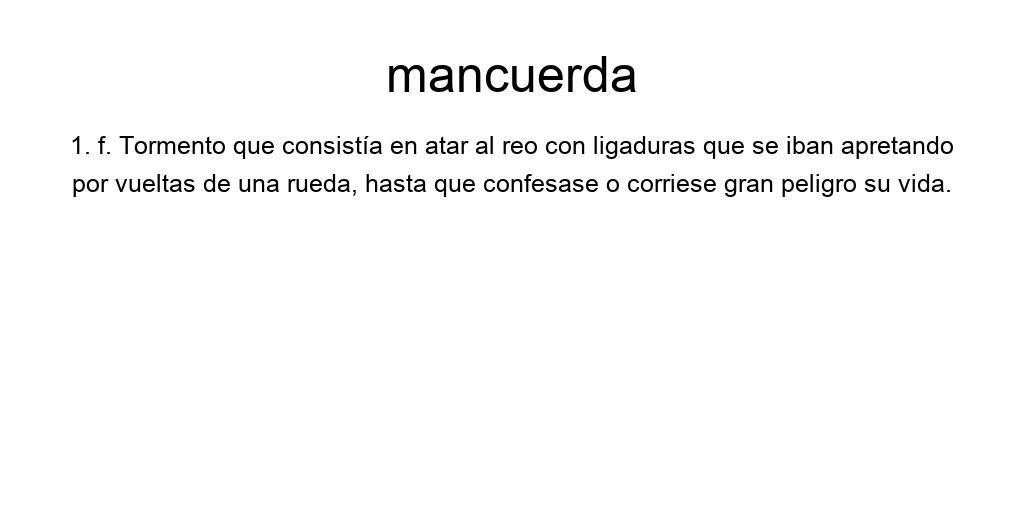 mancuerda
1. f. Tormento que consistía en atar al reo con ligaduras que se iban apretando
por vueltas de una rueda, hasta que confesase o corriese gran peligro su vida.